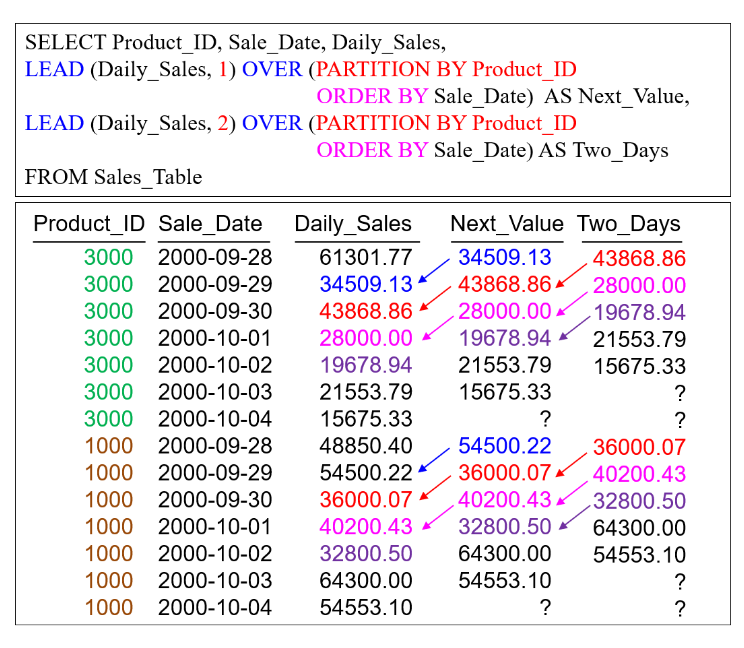 SELECT Product_ID, Sale_Date, Daily_Sales,
LEAD (Daily_Sales, 1) OVER (PARTITION BY Product_ID
ORDER BY Sale_Date) AS Next_Value,
LEAD (Daily_Sales, 2) OVER (PARTITION BY Product_ID
ORDER BY Sale_Date) AS Two_Days
FROM Sales_Table
Product_ID Sale_Date Daily_Sales Next_Value Two_Days
3000 2000-09-28 61301.77 34509.13 43868.86
3000 2000-09-29 34509.13 43868.86 28000.00
3000 2000-09-30 43868.86 28000.00 19678.94
3000 2000-10-01 28000.00 19678.94 21553.79
3000 2000-10-02 19678.94 21553.79 15675.33
3000 2000-10-03 21553.79 15675.33 ?
3000 2000-10-04 15675.33 ? ?
1000 2000-09-28 48850.40 54500.22 36000.07
1000 2000-09-29 54500.22 36000.07 40200.43
1000 2000-09-30 36000.07 40200.43 32800.50
1000 2000-10-01 40200.43 32800.50 64300.00
1000 2000-10-02 32800.50 64300.00 54553.10
1000 2000-10-03 64300.00 54553.10 ?
1000 2000-10-04 54553.10 ? ?